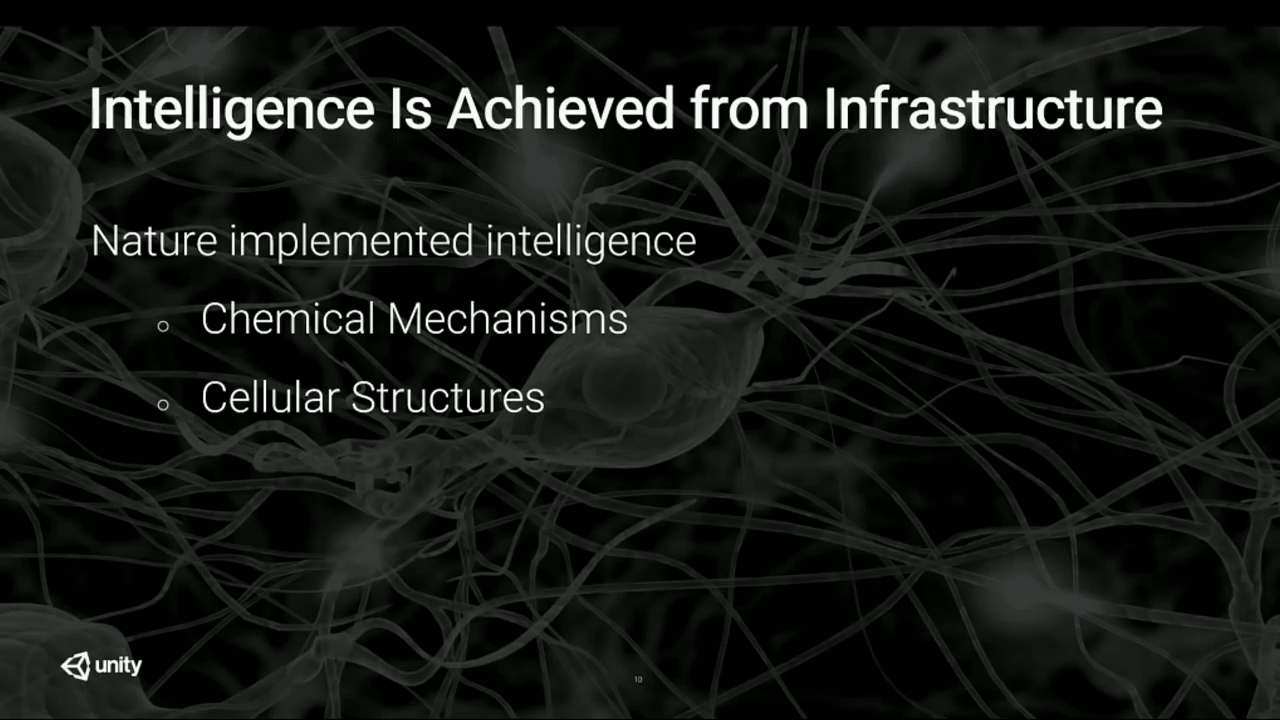 Intelligence Is Achieved from Infrastructure
Nature implemented intelligence
Chemical Mechanisms
Cellular Structures
unity
10